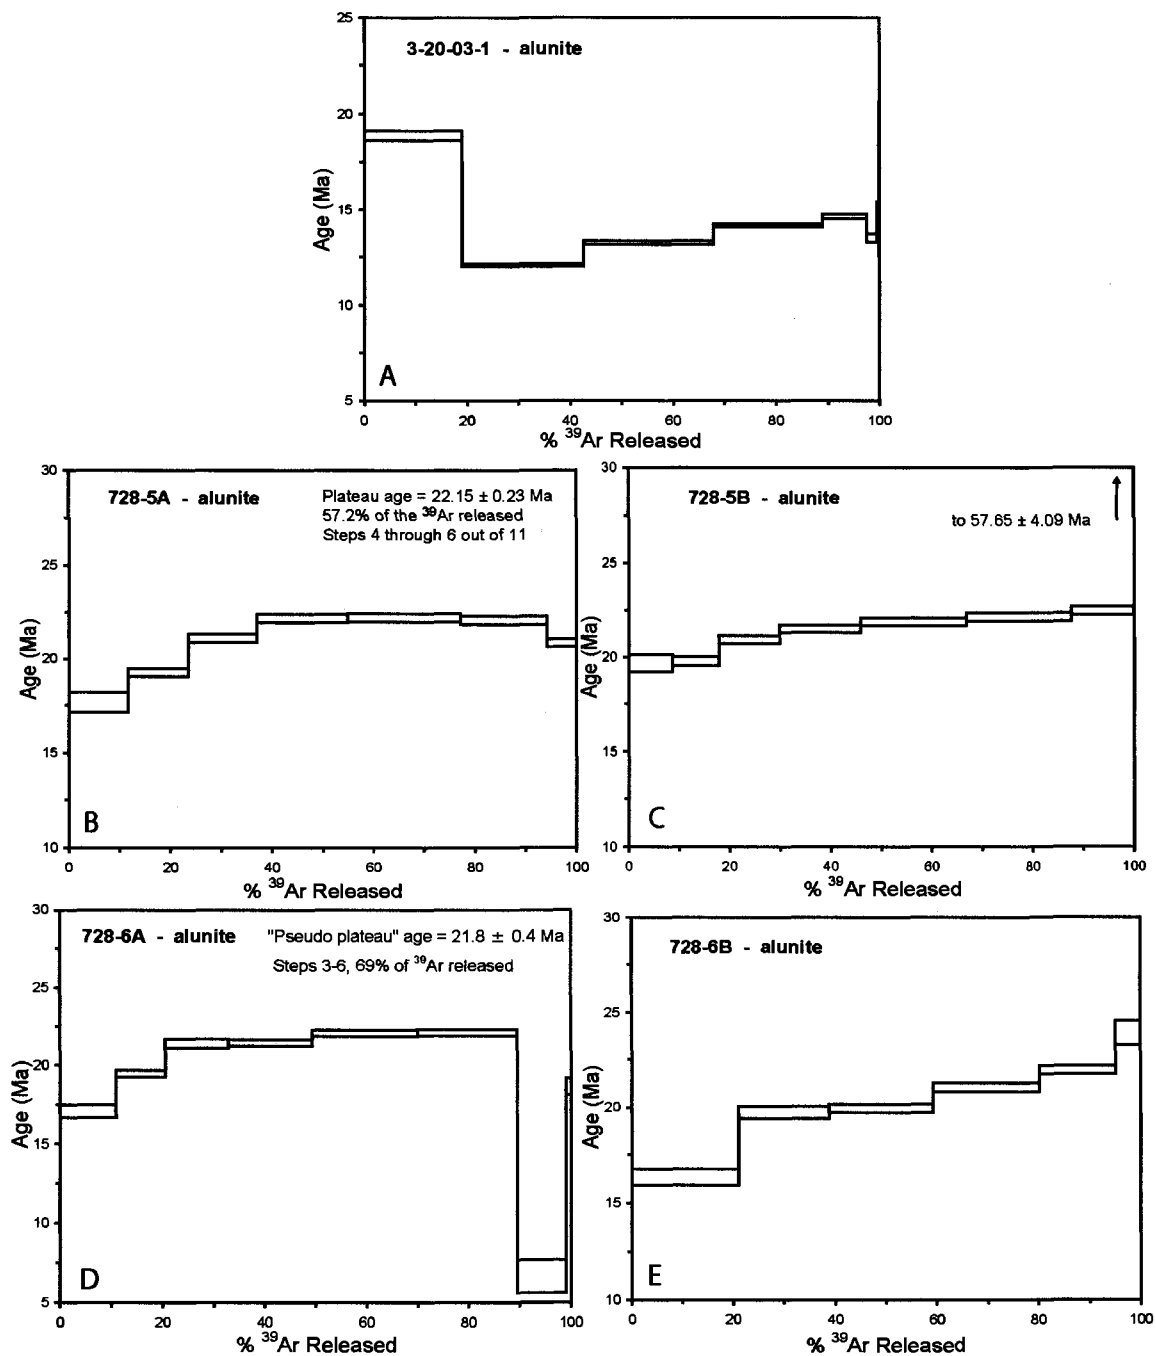 25
3-20-03-1 - alunite
20
15
10
5
Age (Ma)
A
0 20 40 60 80 100
% ³⁹Ar Released
30
728-5A - alunite
Plateau age = 22.15 ± 0.23 Ma
57.2% of the ³⁹Ar released
Steps 4 through 6 out of 11
25
20
15
10
Age (Ma)
B
0 20 40 60 80 100
% ³⁹Ar Released
30
728-5B - alunite
to 57.65 ± 4.09 Ma
25
20
15
10
Age (Ma)
C
0 20 40 60 80 100
% ³⁹Ar Released
30
728-6A - alunite
"Pseudo plateau" age = 21.8 ± 0.4 Ma
Steps 3-6, 69% of ³⁹Ar released
25
20
15
10
5
Age (Ma)
D
0 20 40 60 80 100
% ³⁹Ar Released
30
728-6B - alunite
25
20
15
10
Age (Ma)
E
0 20 40 60 80 100
% ³⁹Ar Released